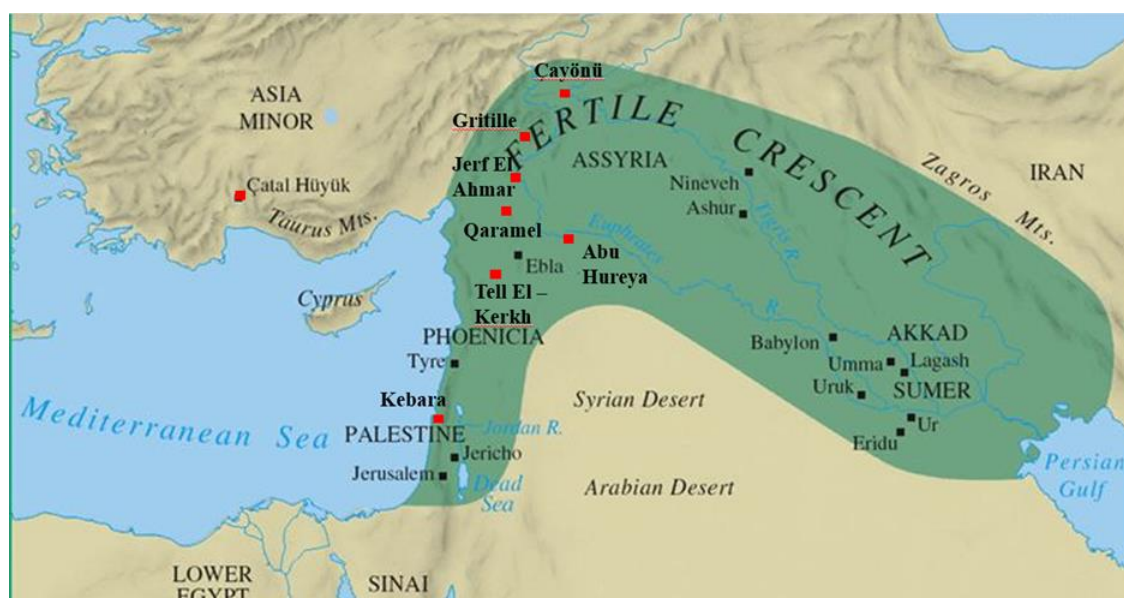 Çayönü
ASIA
MINOR
Gritille
FERTILE
CRESCENT
Jerf El
Ahmar
ASSYRIA
Nineveh
Ashur
Tigris R.
Zagros
Mts.
IRAN
Çatal Hüyük
Taurus Mts.
Qaramel
Euphrates
R.
Abu
Hureya
Ebla
Tell El –
Kerkh
Cyprus
PHOENICIA
Tyre
Babylon
AKKAD
Umma
Lagash
Uruk
SUMER
Ur
Eridu
Kebara
Mediterranean Sea
PALESTINE
Jordan R.
Jericho
Jerusalem
Dead
Sea
Syrian Desert
Arabian Desert
Persian
Gulf
LOWER
EGYPT
SINAI